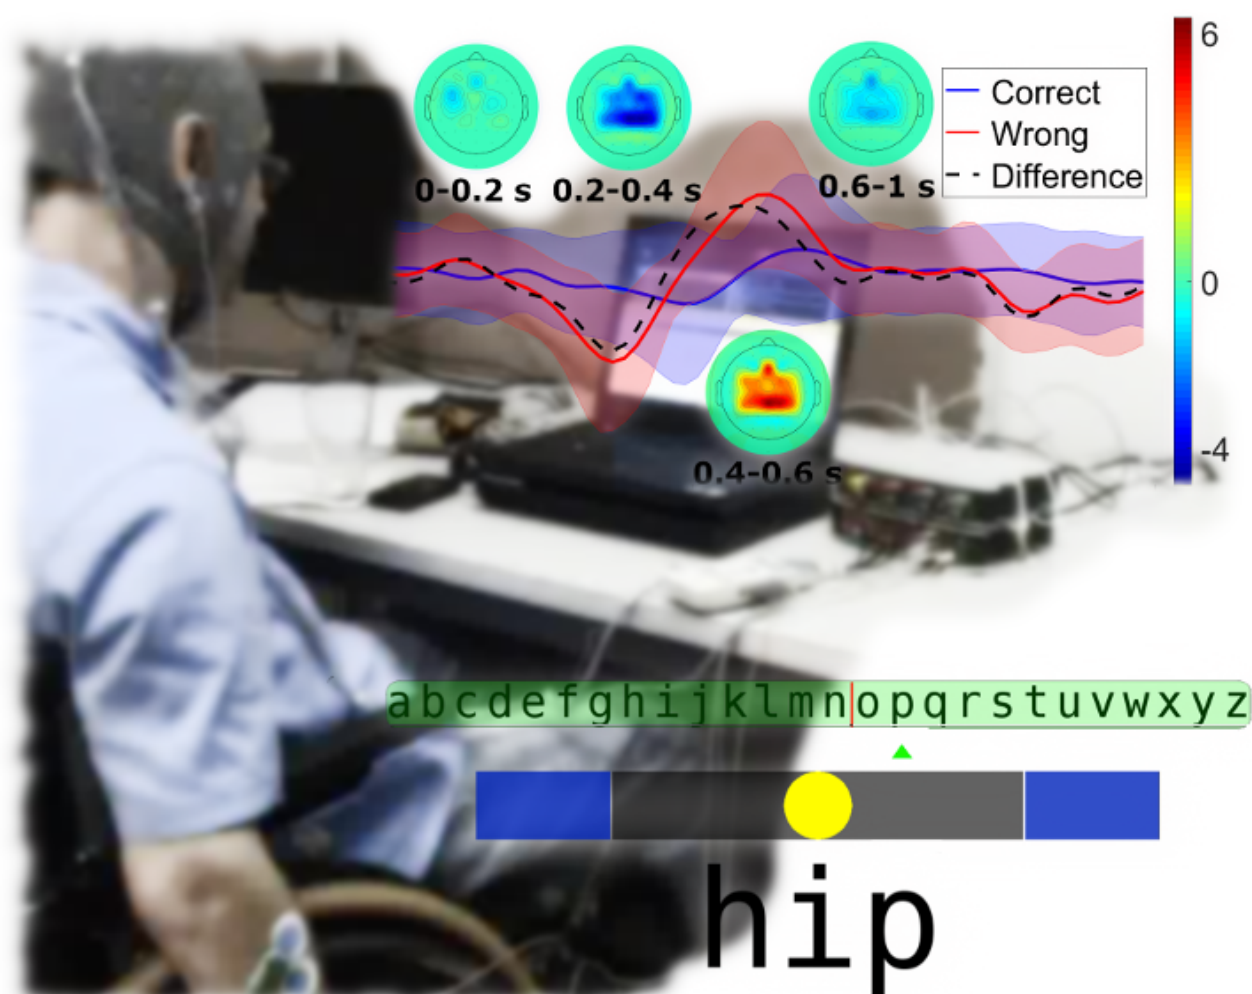 6
Correct
Wrong
Difference
0-0.2 s 0.2-0.4 s 0.6-1 s
0
-4
0.4-0.6 s
abcdefghijklmnopqrstuvwxyz
hip